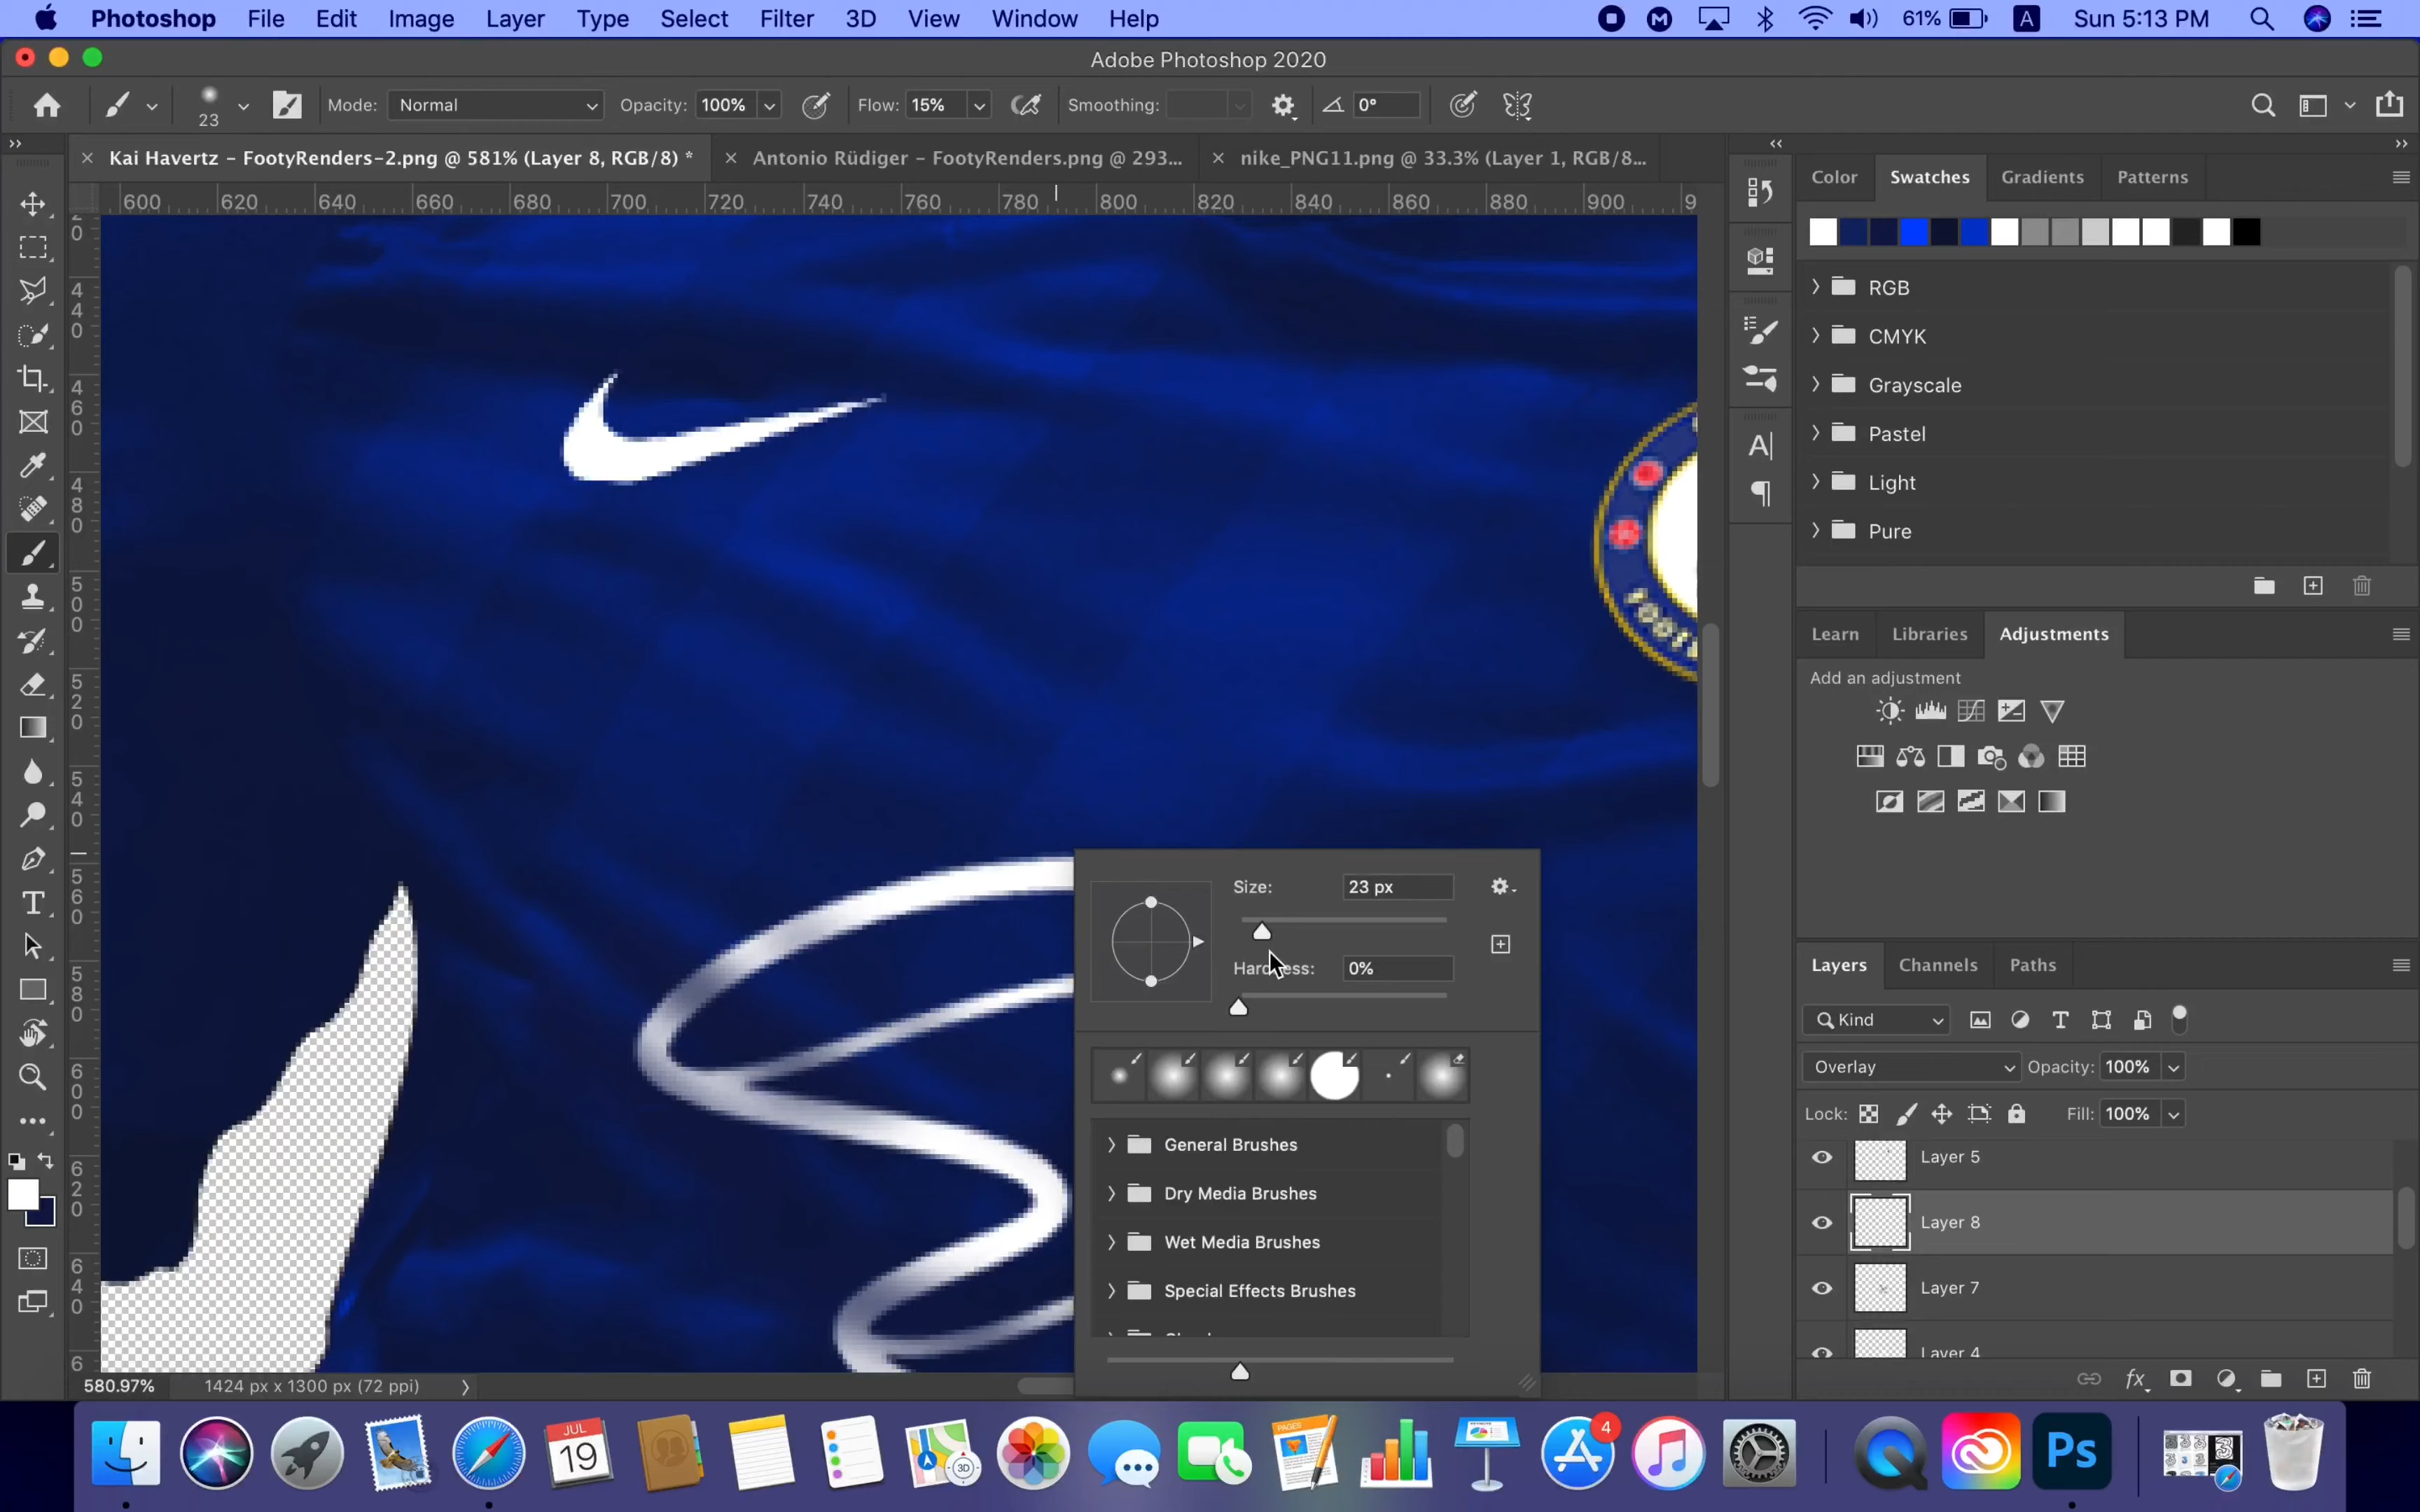 Photoshop File Edit Image Layer Type Select Filter 3D View Window Help 61% A Sun 5:13 PM
Adobe Photoshop 2020
23 Mode: Normal Opacity: 100% Flow: 15% Smoothing: 0°
Kai Havertz – FootyRenders-2.png @ 581% (Layer 8, RGB/8) * Antonio Rüdiger – FootyRenders.png @ 293... nike_PNG11.png @ 33.3% (Layer 1, RGB/8...
600 620 640 660 680 700 720 740 760 780 800 820 840 860 880 900 9
Color Swatches Gradients Patterns
RGB
CMYK
Grayscale
Pastel
Light
Pure
Learn Libraries Adjustments
Add an adjustment
Size: 23 px
Hardness: 0%
General Brushes
Dry Media Brushes
Wet Media Brushes
Special Effects Brushes
Layers Channels Paths
Kind
Overlay Opacity: 100%
Lock: Fill: 100%
Layer 5
Layer 8
Layer 7
Layer 4
580.97% 1424 px x 1300 px (72 ppi)
JUL
19
3D
PAGES
4
Ps